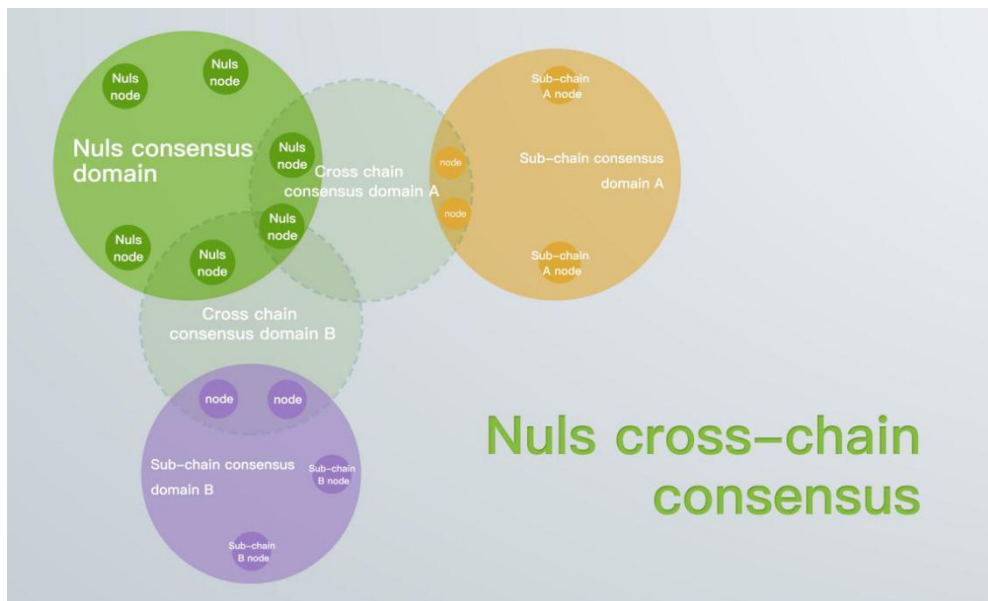 Nuls
node
Nuls
node
Nuls consensus
domain
Nuls
node
Nuls
node
Nuls
node
Nuls
node
Cross chain
consensus domain A
node
node
Sub-chain
A node
Sub-chain consensus
domain A
Sub-chain
A node
Cross chain
consensus domain B
node
node
Sub-chain consensus
domain B
Sub-chain
B node
Sub-chain
B node
Nuls cross-chain
consensus